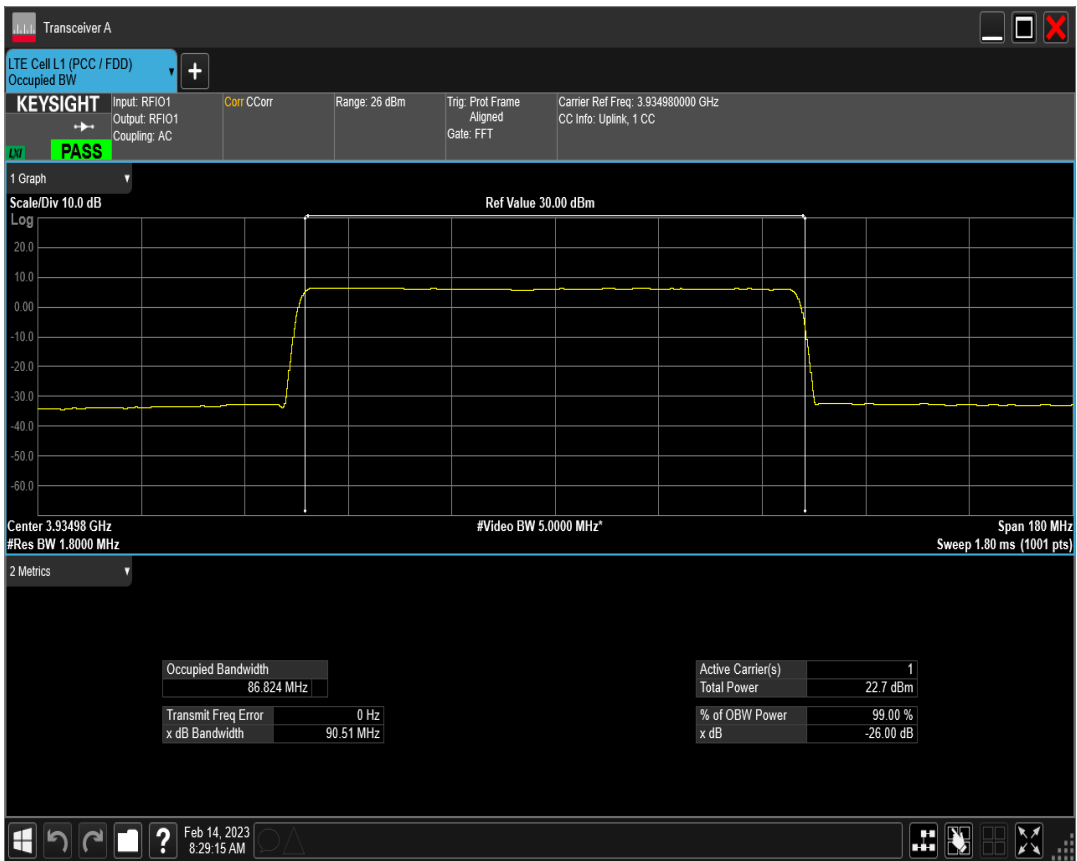 Transceiver A
LTE Cell L1 (PCC / FDD)
Occupied BW
+
KEYSIGHT
LXI
PASS
Input: RFIO1
Output: RFIO1
Coupling: AC
Corr CCorr
Range: 26 dBm
Trig: Prot Frame
Aligned
Gate: FFT
Carrier Ref Freq: 3.934980000 GHz
CC Info: Uplink, 1 CC
1 Graph
Scale/Div 10.0 dB
Ref Value 30.00 dBm
Log
20.0
10.0
0.00
-10.0
-20.0
-30.0
-40.0
-50.0
-60.0
Center 3.93498 GHz
#Video BW 5.0000 MHz*
Span 180 MHz
#Res BW 1.8000 MHz
Sweep 1.80 ms (1001 pts)
2 Metrics
Occupied Bandwidth
86.824 MHz
Transmit Freq Error 0 Hz
x dB Bandwidth 90.51 MHz
Active Carrier(s) 1
Total Power 22.7 dBm
% of OBW Power 99.00 %
x dB -26.00 dB
?
Feb 14, 2023
8:29:15 AM